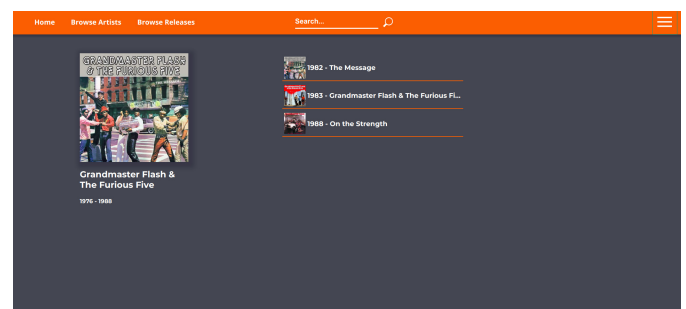 Home Browse Artists Browse Releases Search...
GRANDMASTER FLASH
& THE FURIOUS FIVE
Grandmaster Flash &
The Furious Five
1976 - 1988
1982 - The Message
1983 - Grandmaster Flash & The Furious Fi...
1988 - On the Strength